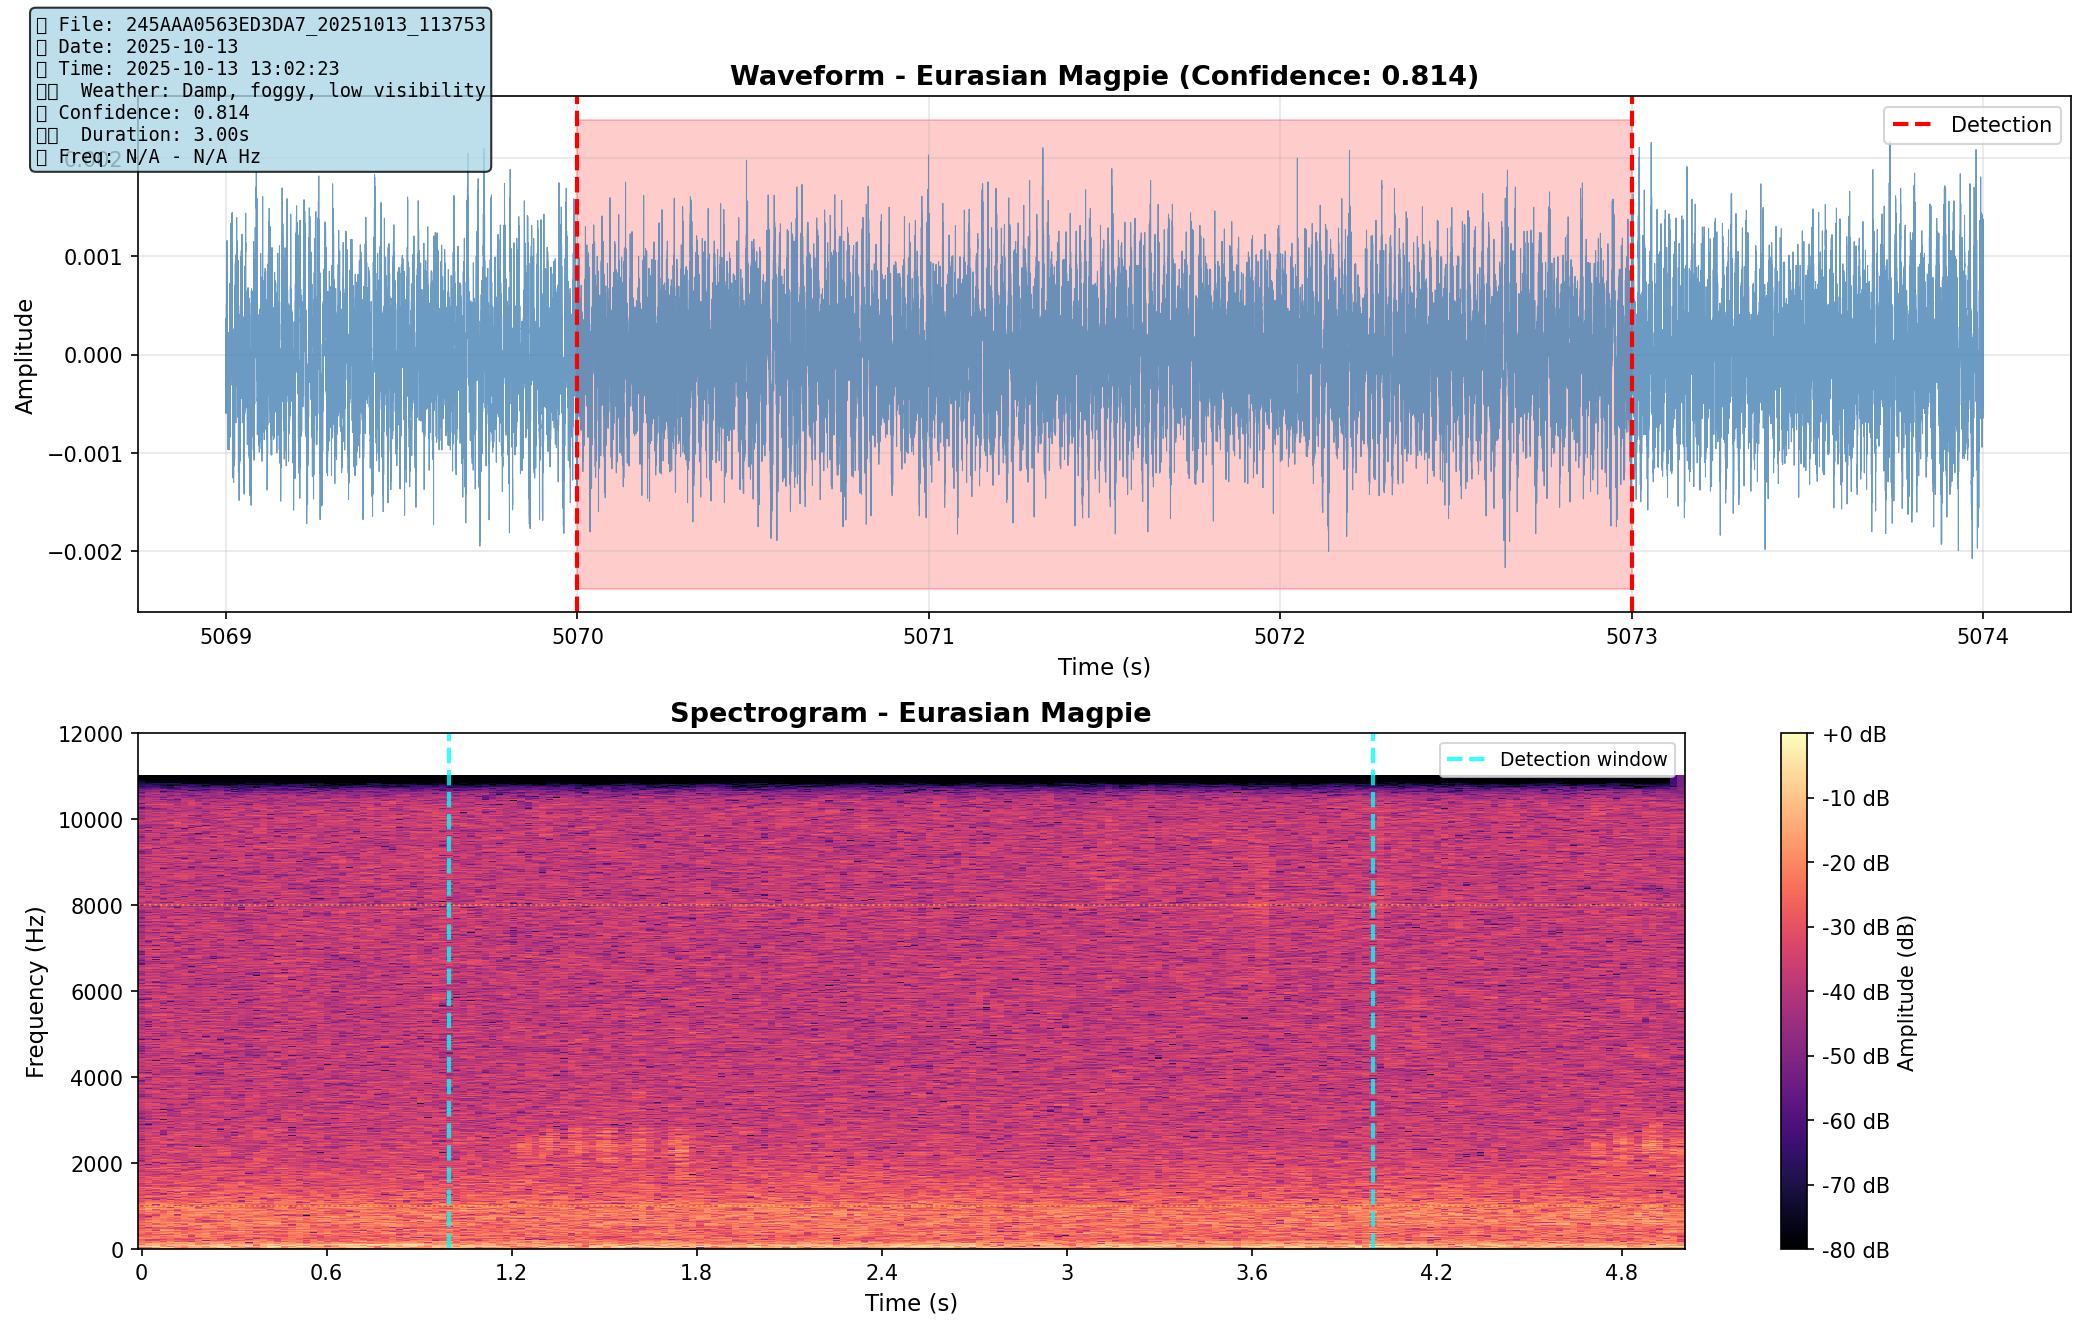 File: 245AAA0563ED3DA7_20251013_113753
Date: 2025-10-13
Time: 2025-10-13 13:02:23
Weather: Damp, foggy, low visibility
Confidence: 0.814
Duration: 3.00s
Freq: N/A - N/A Hz
Waveform - Eurasian Magpie (Confidence: 0.814)
Detection
0.002
0.001
0.000
−0.001
−0.002
Amplitude
5069 5070 5071 5072 5073 5074
Time (s)
Spectrogram - Eurasian Magpie
Detection window
12000
10000
8000
6000
4000
2000
0
Frequency (Hz)
0 0.6 1.2 1.8 2.4 3 3.6 4.2 4.8
Time (s)
+0 dB
-10 dB
-20 dB
-30 dB
-40 dB
-50 dB
-60 dB
-70 dB
-80 dB
Amplitude (dB)